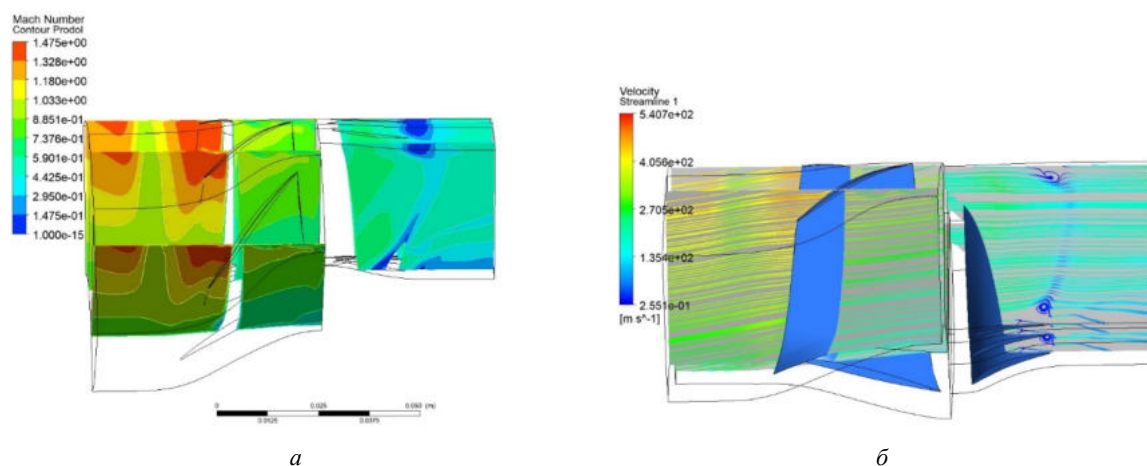 Mach Number
Contour Prodol
1.475e+00
1.328e+00
1.180e+00
1.033e+00
8.851e-01
7.376e-01
5.901e-01
4.425e-01
2.950e-01
1.475e-01
1.000e-15
0 0.025 0.050 (m)
0.0125 0.0375
а
Velocity
Streamline 1
5.407e+02
4.056e+02
2.705e+02
1.354e+02
2.551e-01
[m s^-1]
б